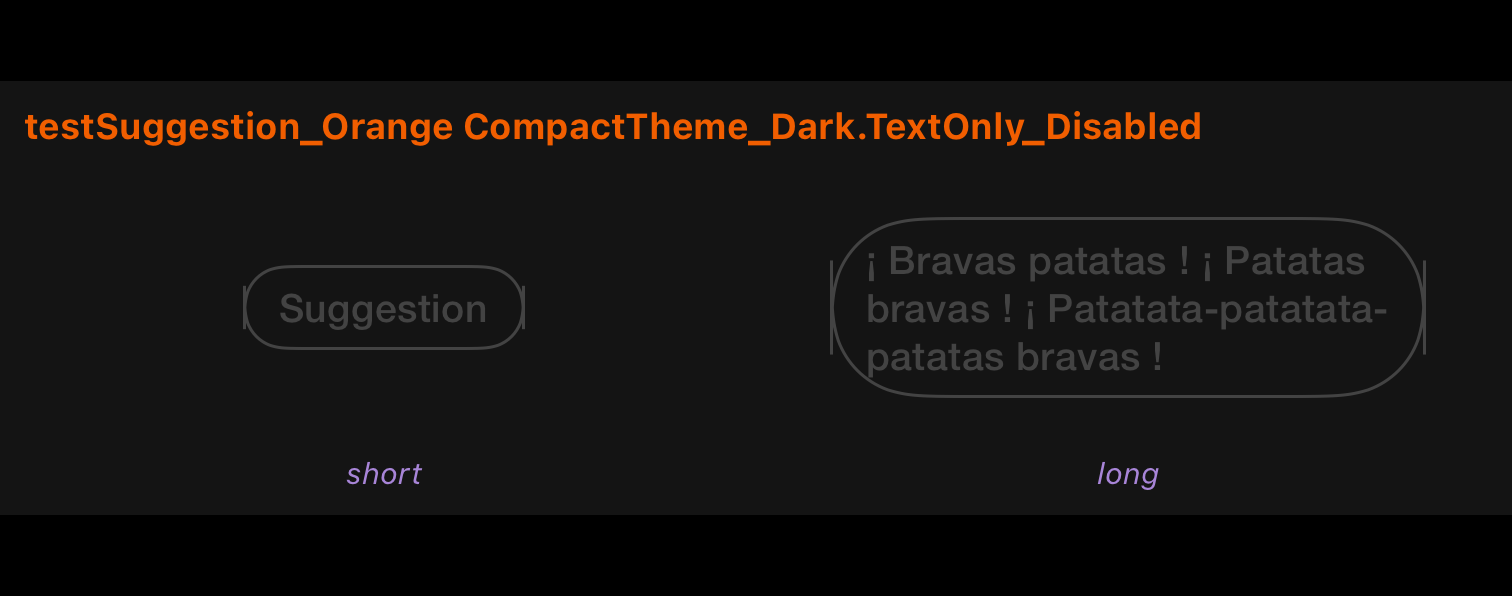 testSuggestion_Orange CompactTheme_Dark.TextOnly_Disabled
Suggestion
¡ Bravas patatas ! ¡ Patatas
bravas ! ¡ Patatata-patatata-
patatas bravas !
short
long